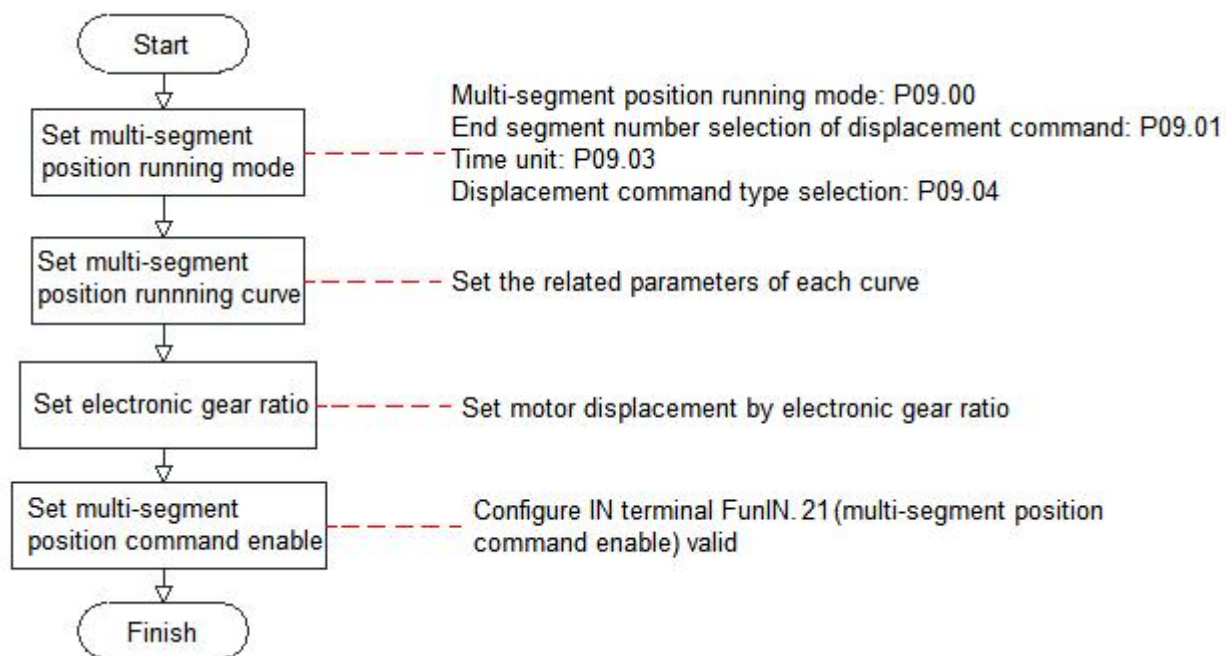 Start
Set multi-segment
position running mode
Multi-segment position running mode: P09.00
End segment number selection of displacement command: P09.01
Time unit: P09.03
Displacement command type selection: P09.04
Set multi-segment
position runnning curve
Set the related parameters of each curve
Set electronic gear ratio
Set motor displacement by electronic gear ratio
Set multi-segment
position command enable
Configure IN terminal FunIN.21(multi-segment position
command enable) valid
Finish